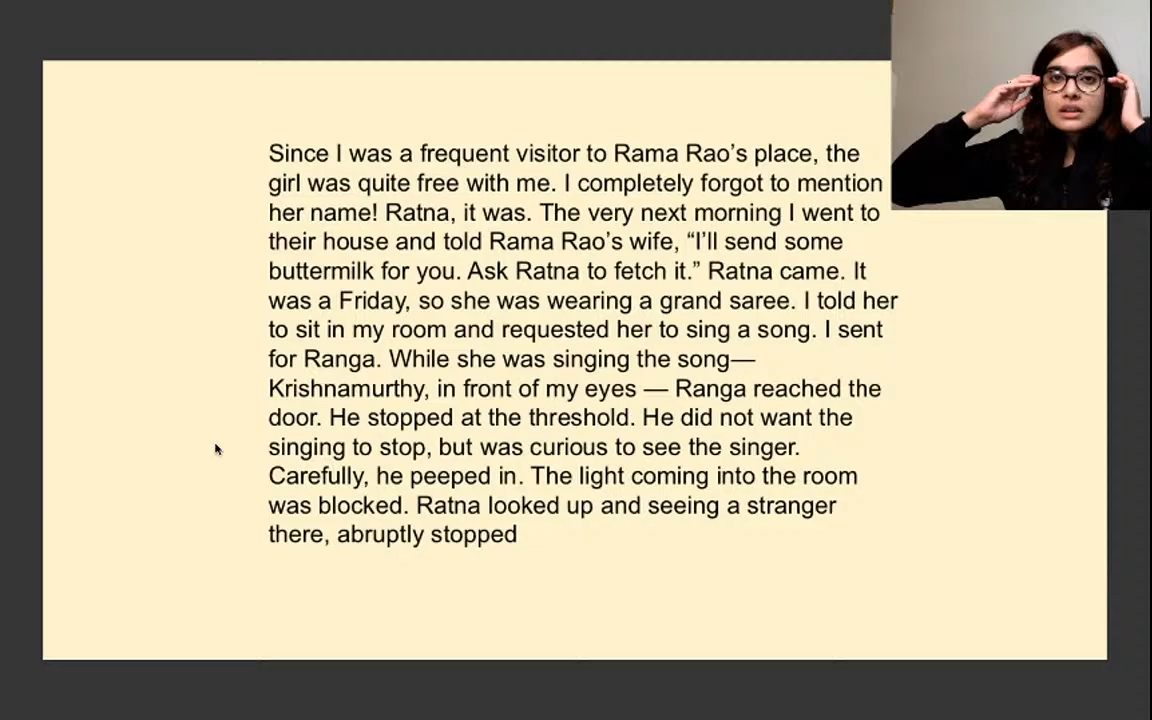 Since I was a frequent visitor to Rama Rao’s place, the
girl was quite free with me. I completely forgot to mention
her name! Ratna, it was. The very next morning I went to
their house and told Rama Rao’s wife, “I’ll send some
buttermilk for you. Ask Ratna to fetch it.” Ratna came. It
was a Friday, so she was wearing a grand saree. I told her
to sit in my room and requested her to sing a song. I sent
for Ranga. While she was singing the song—
Krishnamurthy, in front of my eyes — Ranga reached the
door. He stopped at the threshold. He did not want the
singing to stop, but was curious to see the singer.
Carefully, he peeped in. The light coming into the room
was blocked. Ratna looked up and seeing a stranger
there, abruptly stopped